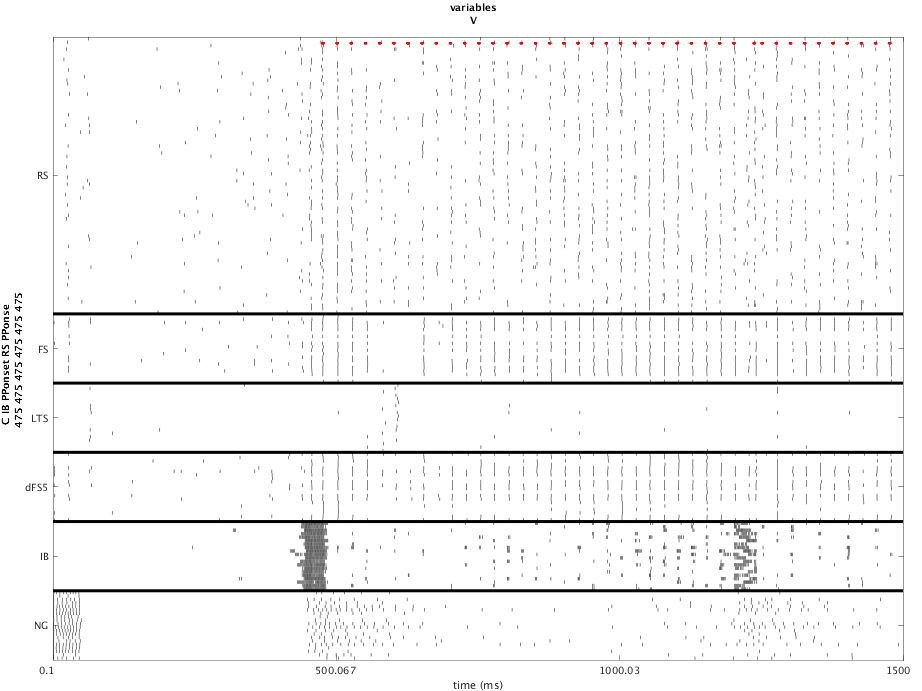 variables
V
C IB PPonset RS PPonse
475 475 475 475 475 475
RS
FS
LTS
dFS5
IB
NG
0.1
500.067
1000.03
1500
time (ms)